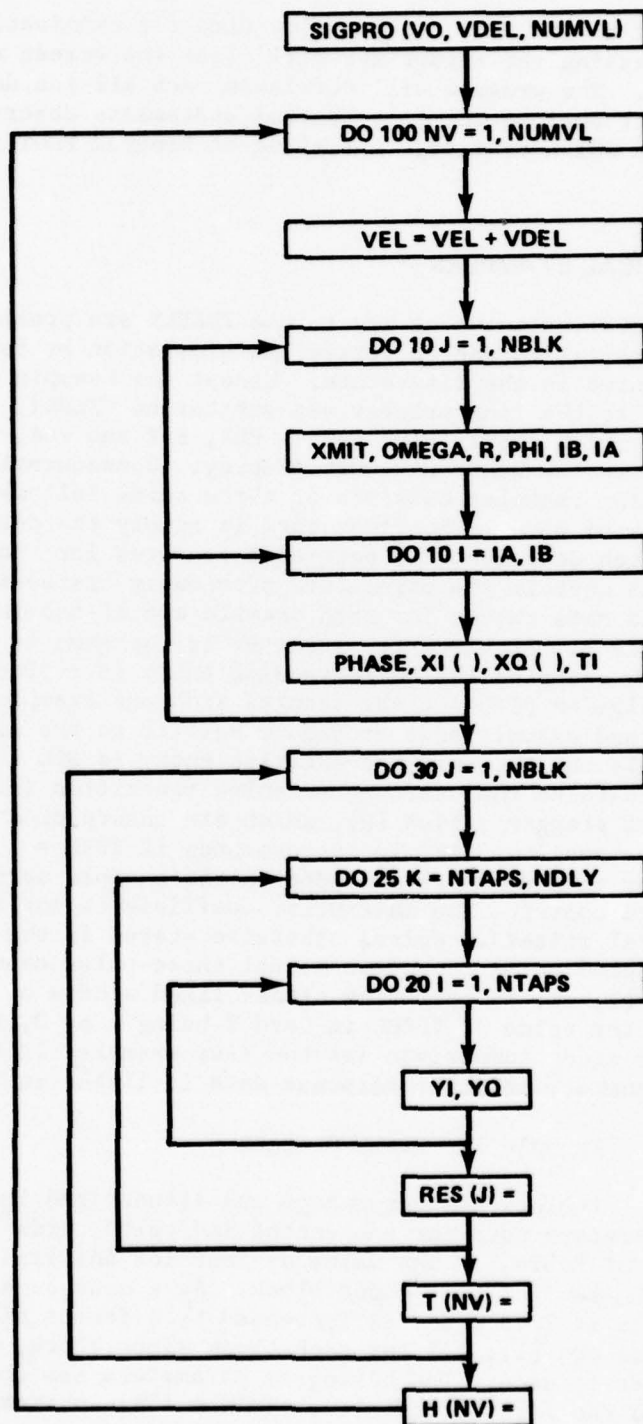 SIGPRO (VO, VDEL, NUMVL)
DO 100 NV = 1, NUMVL
VEL = VEL + VDEL
DO 10 J = 1, NBLK
XMIT, OMEGA, R, PHI, IB, IA
DO 10 I = IA, IB
PHASE, XI ( ), XQ ( ), TI
DO 30 J = 1, NBLK
DO 25 K = NTAPS, NDLY
DO 20 I = 1, NTAPS
YI, YQ
RES (J) =
T (NV) =
H (NV) =